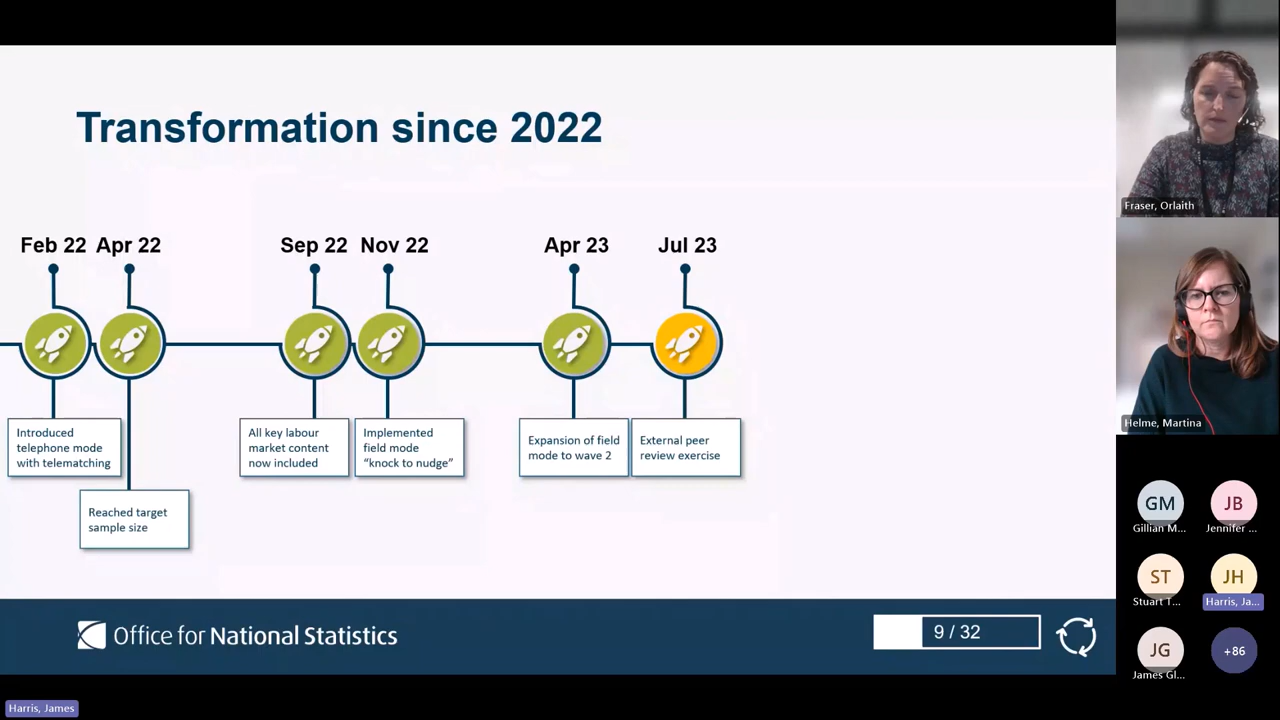 Transformation since 2022
Feb 22
Apr 22
Sep 22
Nov 22
Apr 23
Jul 23
Introduced
telephone mode
with telematching
Reached target
sample size
All key labour
market content
now included
Implemented
field mode
“knock to nudge”
Expansion of field
mode to wave 2
External peer
review exercise
Office for National Statistics
9 / 32
Fraser, Orlaith
Helme, Martina
GM
Gillian M...
JB
Jennifer ...
ST
Stuart T...
JH
Harris, Ja...
JG
James Gl...
+86
Harris, James